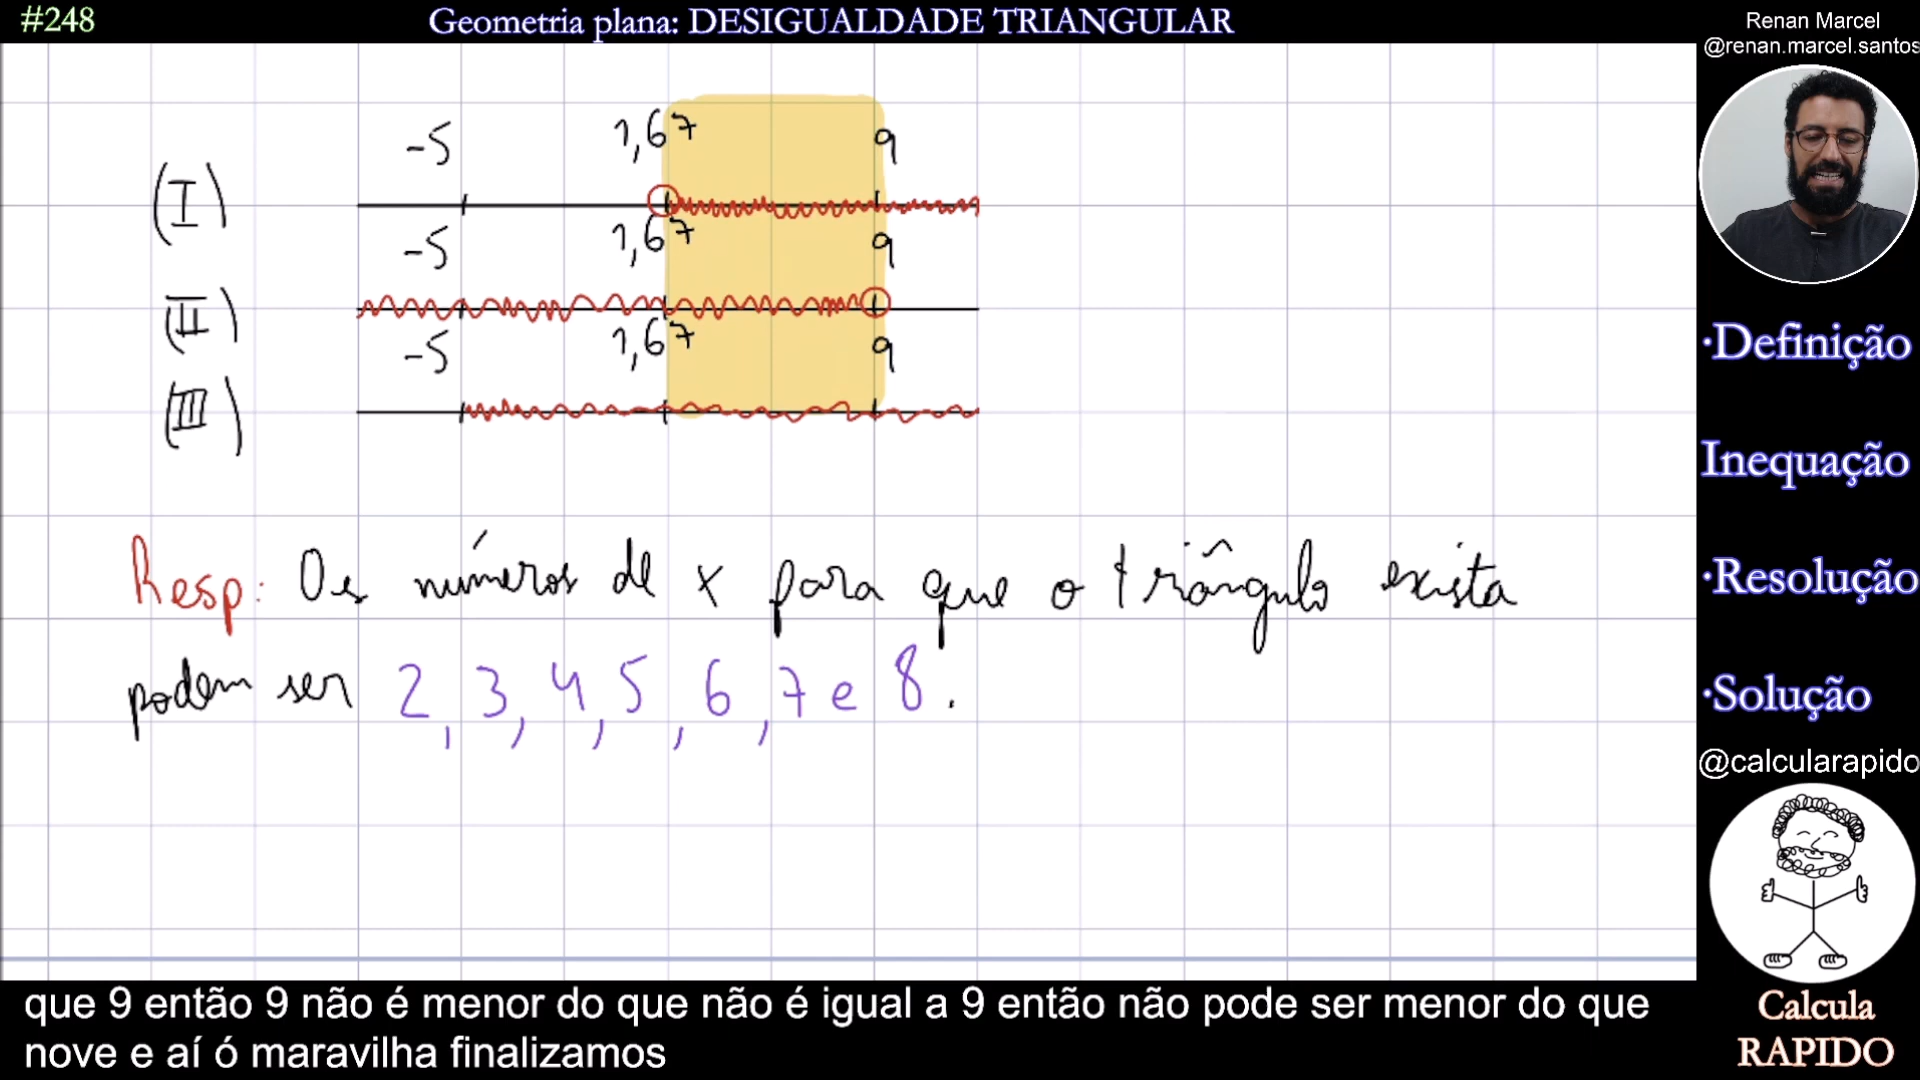 #248
Geometria plana: DESIGUALDADE TRIANGULAR
Renan Marcel
@renan.marcel.santos
-5 1,67 9
(I)
-5 1,67 9
(II)
-5 1,67 9
(III)
Resp: Os números de x para que o triângulo exista
podem ser 2, 3, 4, 5, 6, 7 e 8.
·Definição
Inequação
·Resolução
·Solução
@calcularapido
Calcula
RAPIDO
que 9 então 9 não é menor do que não é igual a 9 então não pode ser menor do que
nove e aí ó maravilha finalizamos